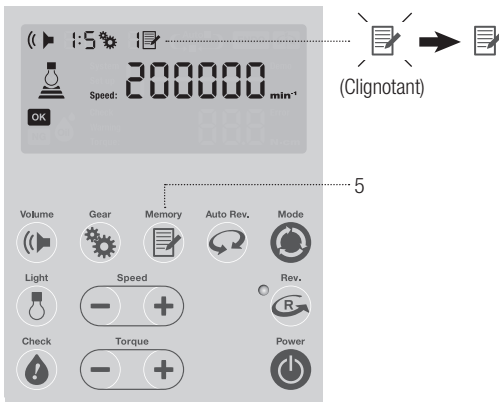 1:5 1
Speed: 200000 min-1
OK
(Clignotant)
5
Volume Gear Memory Auto Rev. Mode
Light Speed Rev.
R
Check Torque Power